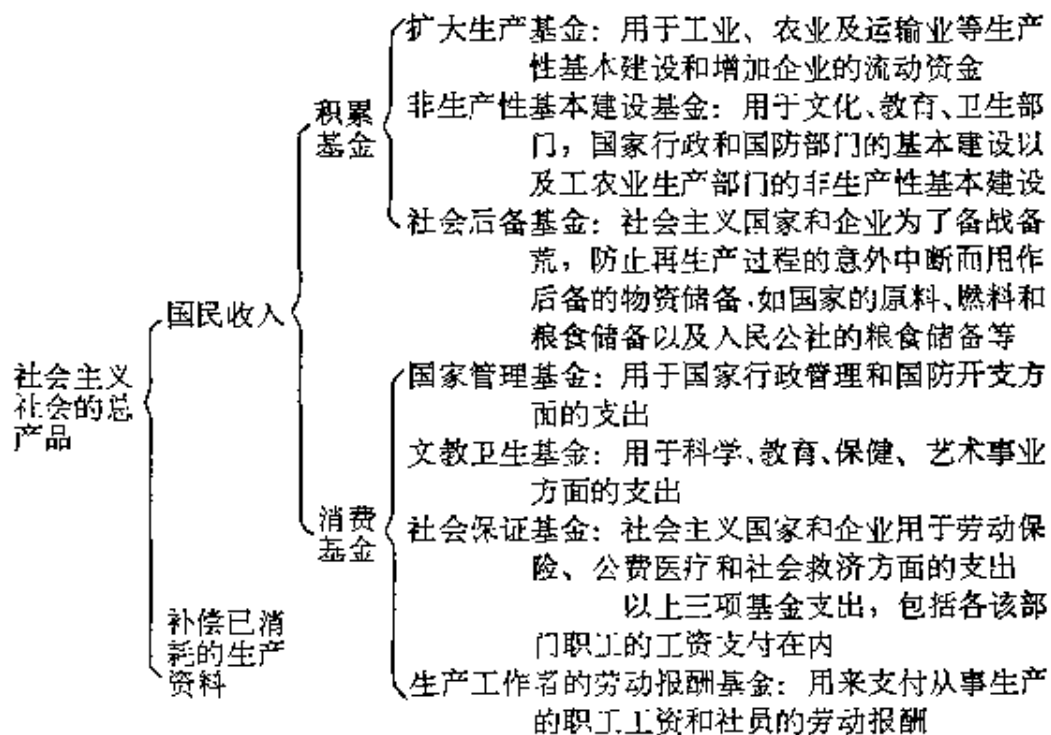 扩大生产基金：用于工业、农业及运输业等生产
性基本建设和增加企业的流动资金
积累
基金
非生产性基本建设基金：用于文化、教育、卫生部
门，国家行政和国防部门的基本建设以
及工农业生产部门的非生产性基本建设
社会后备基金：社会主义国家和企业为了备战备
荒，防止再生产过程的意外中断而用作
后备的物资储备，如国家的原料、燃料和
粮食储备以及人民公社的粮食储备等
国民收入
社会主义
社会的总
产品
国家管理基金：用于国家行政管理和国防开支方
面的支出
文教卫生基金：用于科学、教育、保健、艺术事业
方面的支出
消费
基金
社会保证基金：社会主义国家和企业用于劳动保
险、公费医疗和社会救济方面的支出
以上三项基金支出，包括各该部
门职工的工资支付在内
生产工作者的劳动报酬基金：用来支付从事生产
的职工工资和社员的劳动报酬
补偿已消
耗的生产
资料